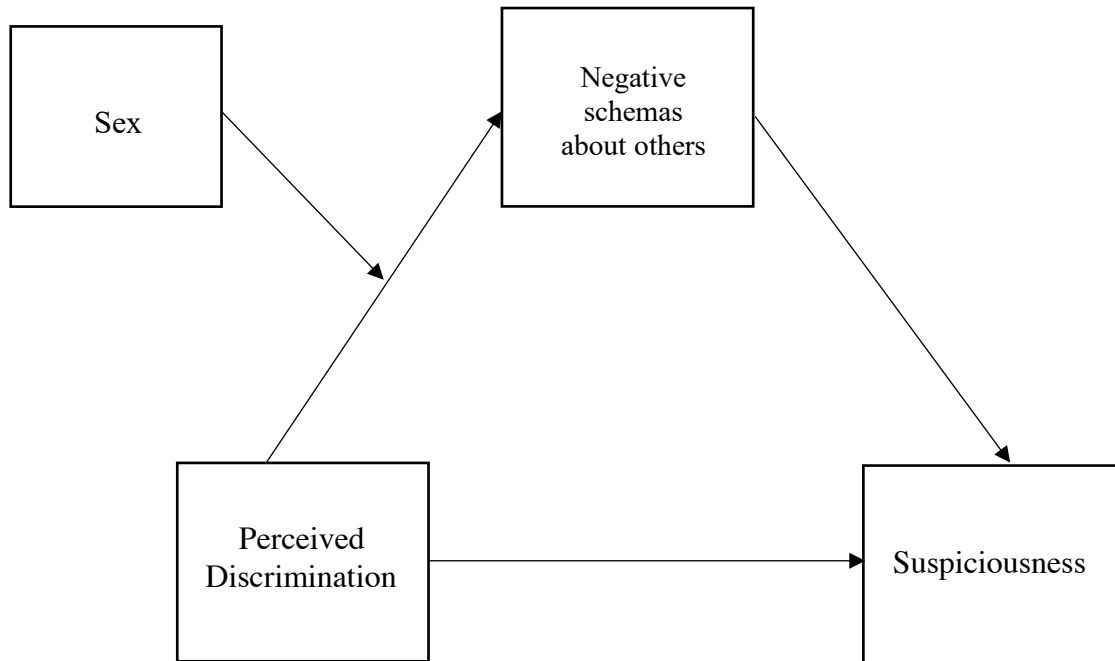 Sex
Negative
schemas
about others
Perceived
Discrimination
Suspiciousness